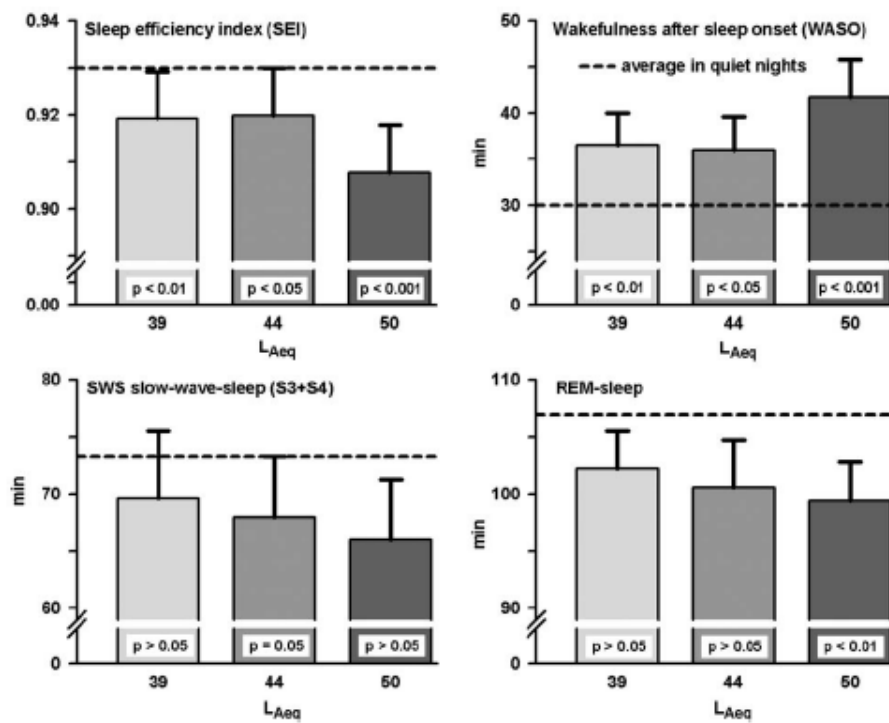 Sleep efficiency index (SEI)
0.94
0.92
0.90
0.00
p < 0.01
p < 0.05
p < 0.001
39
44
50
LAeq
Wakefulness after sleep onset (WASO)
average in quiet nights
min
50
40
30
0
p < 0.01
p < 0.05
p < 0.001
39
44
50
LAeq
SWS slow-wave-sleep (S3+S4)
min
80
70
60
0
p > 0.05
p = 0.05
p > 0.05
39
44
50
LAeq
REM-sleep
min
110
100
90
0
p > 0.05
p > 0.05
p < 0.01
39
44
50
LAeq